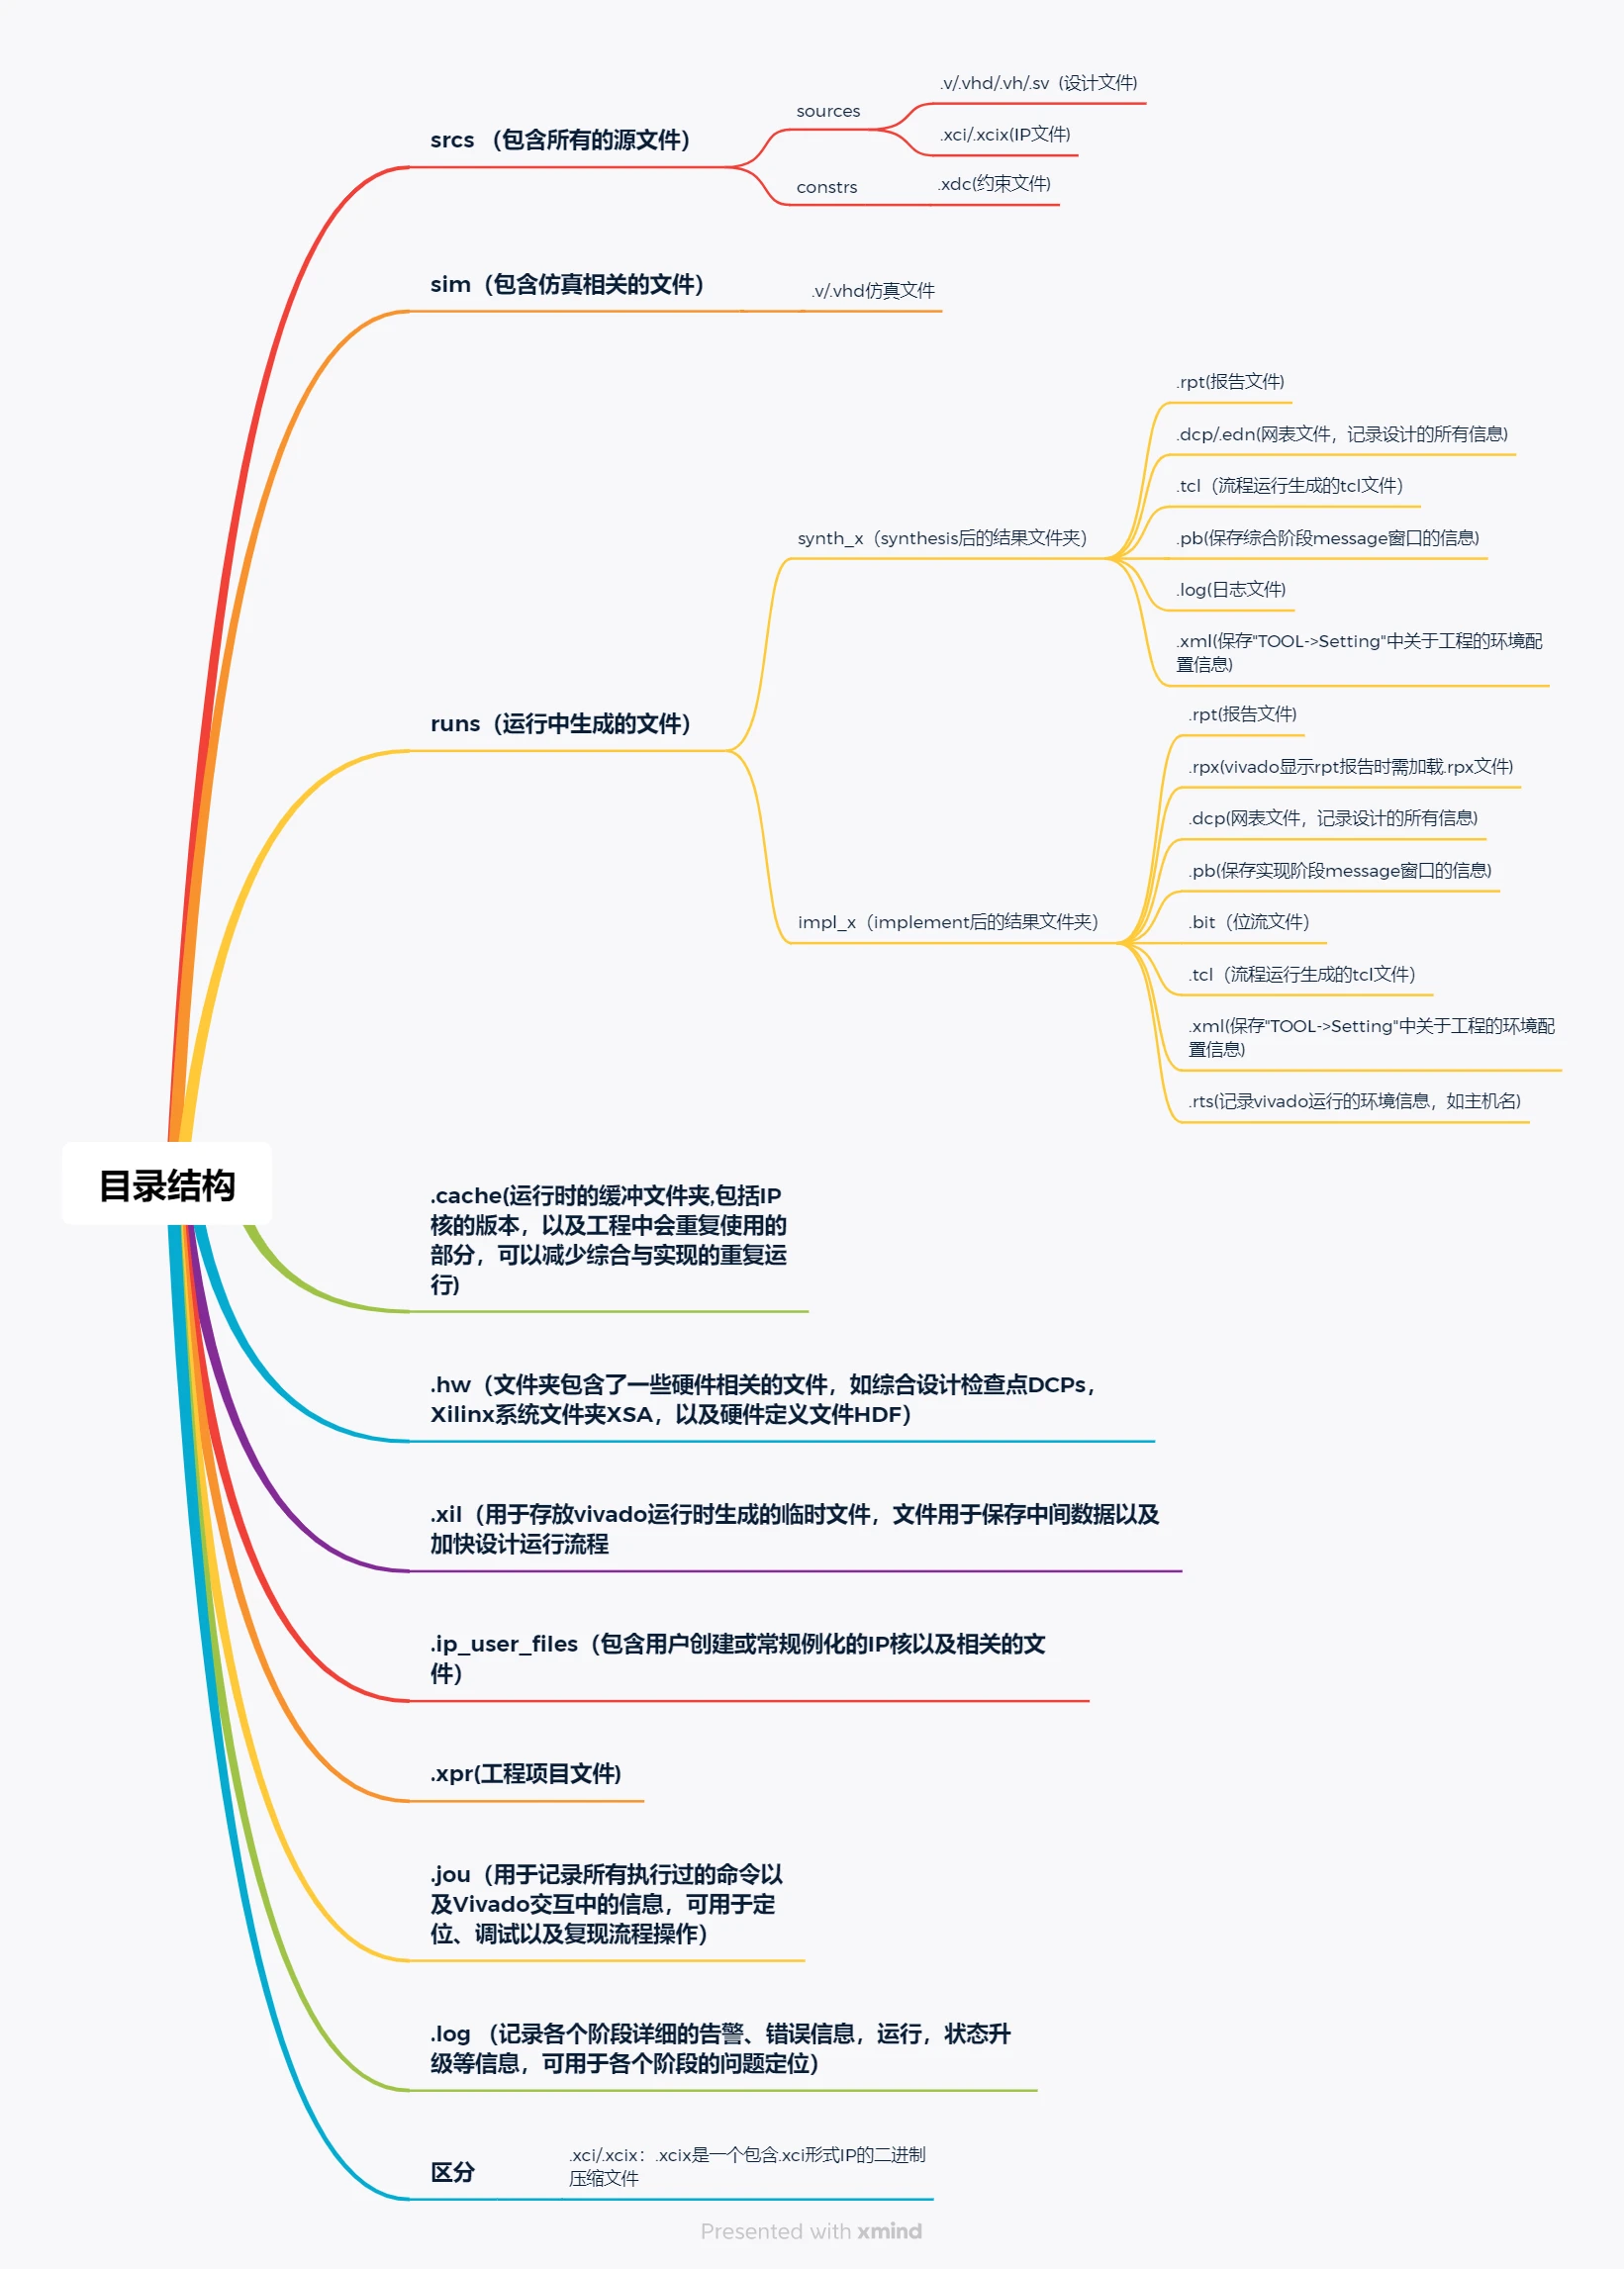 目录结构
srcs （包含所有的源文件）
sources
.v/.vhd/.vh/.sv (设计文件)
.xci/.xcix(IP文件)
constrs
.xdc(约束文件)
sim（包含仿真相关的文件）
.v/.vhd仿真文件
runs（运行中生成的文件）
synth_x（synthesis后的结果文件夹）
.rpt(报告文件)
.dcp/.edn(网表文件，记录设计的所有信息)
.tcl（流程运行生成的tcl文件）
.pb(保存综合阶段message窗口的信息)
.log(日志文件)
.xml(保存"TOOL->Setting"中关于工程的环境配
置信息)
impl_x（implement后的结果文件夹）
.rpt(报告文件)
.rpx(vivado显示rpt报告时需加载.rpx文件)
.dcp(网表文件，记录设计的所有信息)
.pb(保存实现阶段message窗口的信息)
.bit（位流文件）
.tcl（流程运行生成的tcl文件）
.xml(保存"TOOL->Setting"中关于工程的环境配
置信息)
.rts(记录vivado运行的环境信息，如主机名)
.cache(运行时的缓冲文件夹,包括IP
核的版本，以及工程中会重复使用的
部分，可以减少综合与实现的重复运
行)
.hw（文件夹包含了一些硬件相关的文件，如综合设计检查点DCPs，
Xilinx系统文件夹XSA，以及硬件定义文件HDF）
.xil（用于存放vivado运行时生成的临时文件，文件用于保存中间数据以及
加快设计运行流程
.ip_user_files（包含用户创建或常规例化的IP核以及相关的文
件）
.xpr(工程项目文件)
.jou（用于记录所有执行过的命令以
及Vivado交互中的信息，可用于定
位、调试以及复现流程操作）
.log （记录各个阶段详细的告警、错误信息，运行，状态升
级等信息，可用于各个阶段的问题定位）
区分
.xci/.xcix：.xcix是一个包含.xci形式IP的二进制
压缩文件
Presented with xmind